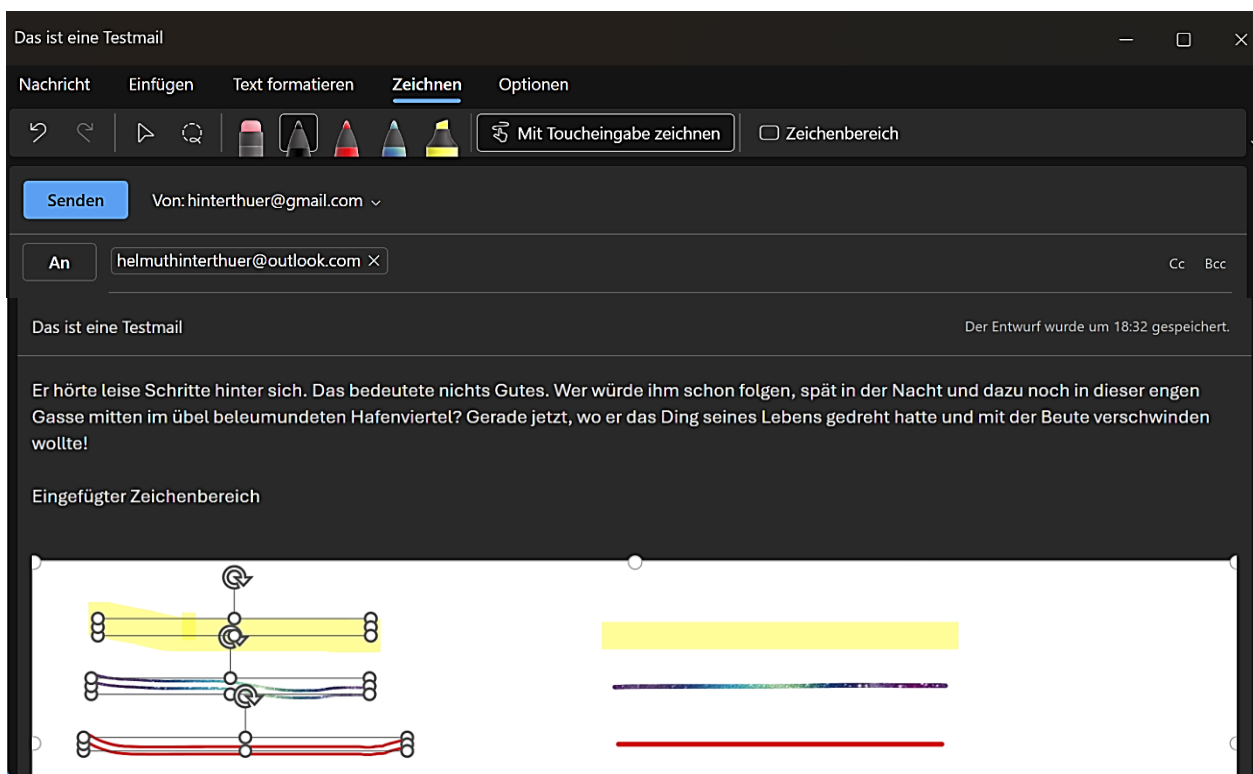 Das ist eine Testmail
Nachricht Einfügen Text formatieren Zeichnen Optionen
Mit Toucheingabe zeichnen Zeichenbereich
Senden Von: hinterthuer@gmail.com
An helmuthinterthuer@outlook.com Cc Bcc
Das ist eine Testmail Der Entwurf wurde um 18:32 gespeichert.
Er hörte leise Schritte hinter sich. Das bedeutete nichts Gutes. Wer würde ihm schon folgen, spät in der Nacht und dazu noch in dieser engen
Gasse mitten im übel beleumundeten Hafenviertel? Gerade jetzt, wo er das Ding seines Lebens gedreht hatte und mit der Beute verschwinden
wollte!
Eingefügter Zeichenbereich